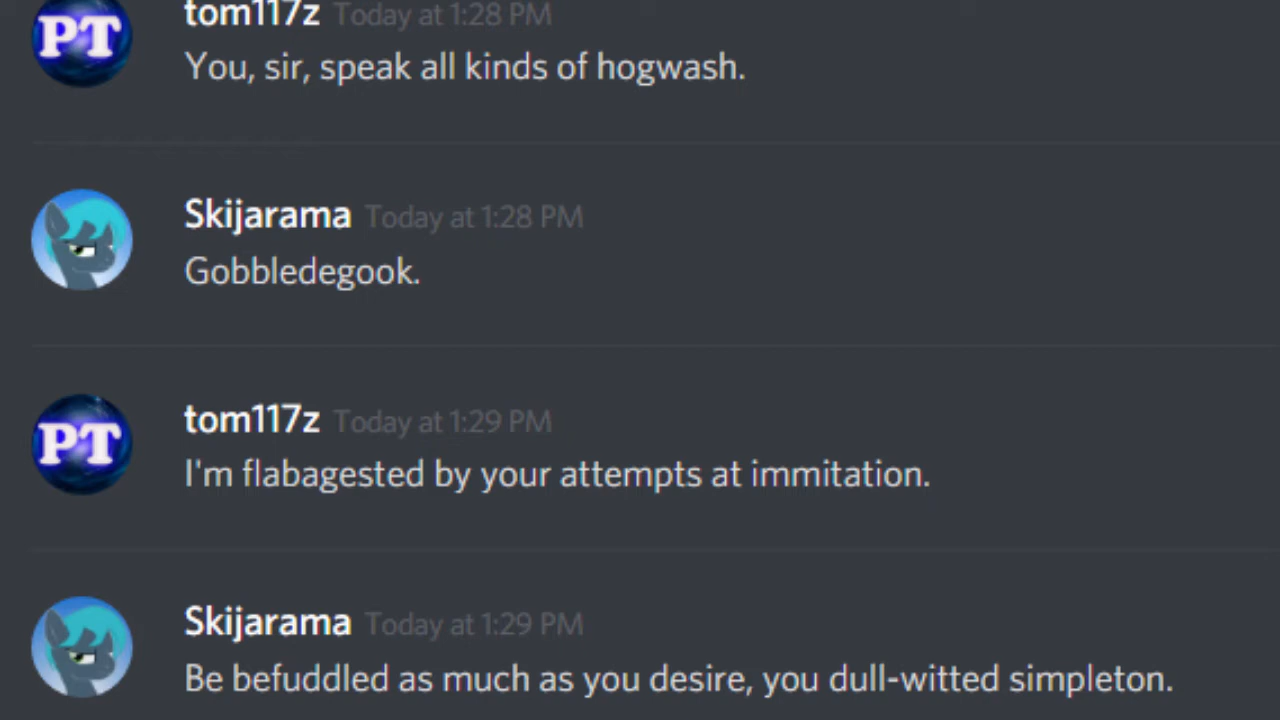 tom117z Today at 1:28 PM
PT
You, sir, speak all kinds of hogwash.
Skijarama Today at 1:28 PM
Gobbledegook.
tom117z Today at 1:29 PM
PT
I'm flabagested by your attempts at immitation.
Skijarama Today at 1:29 PM
Be befuddled as much as you desire, you dull-witted simpleton.